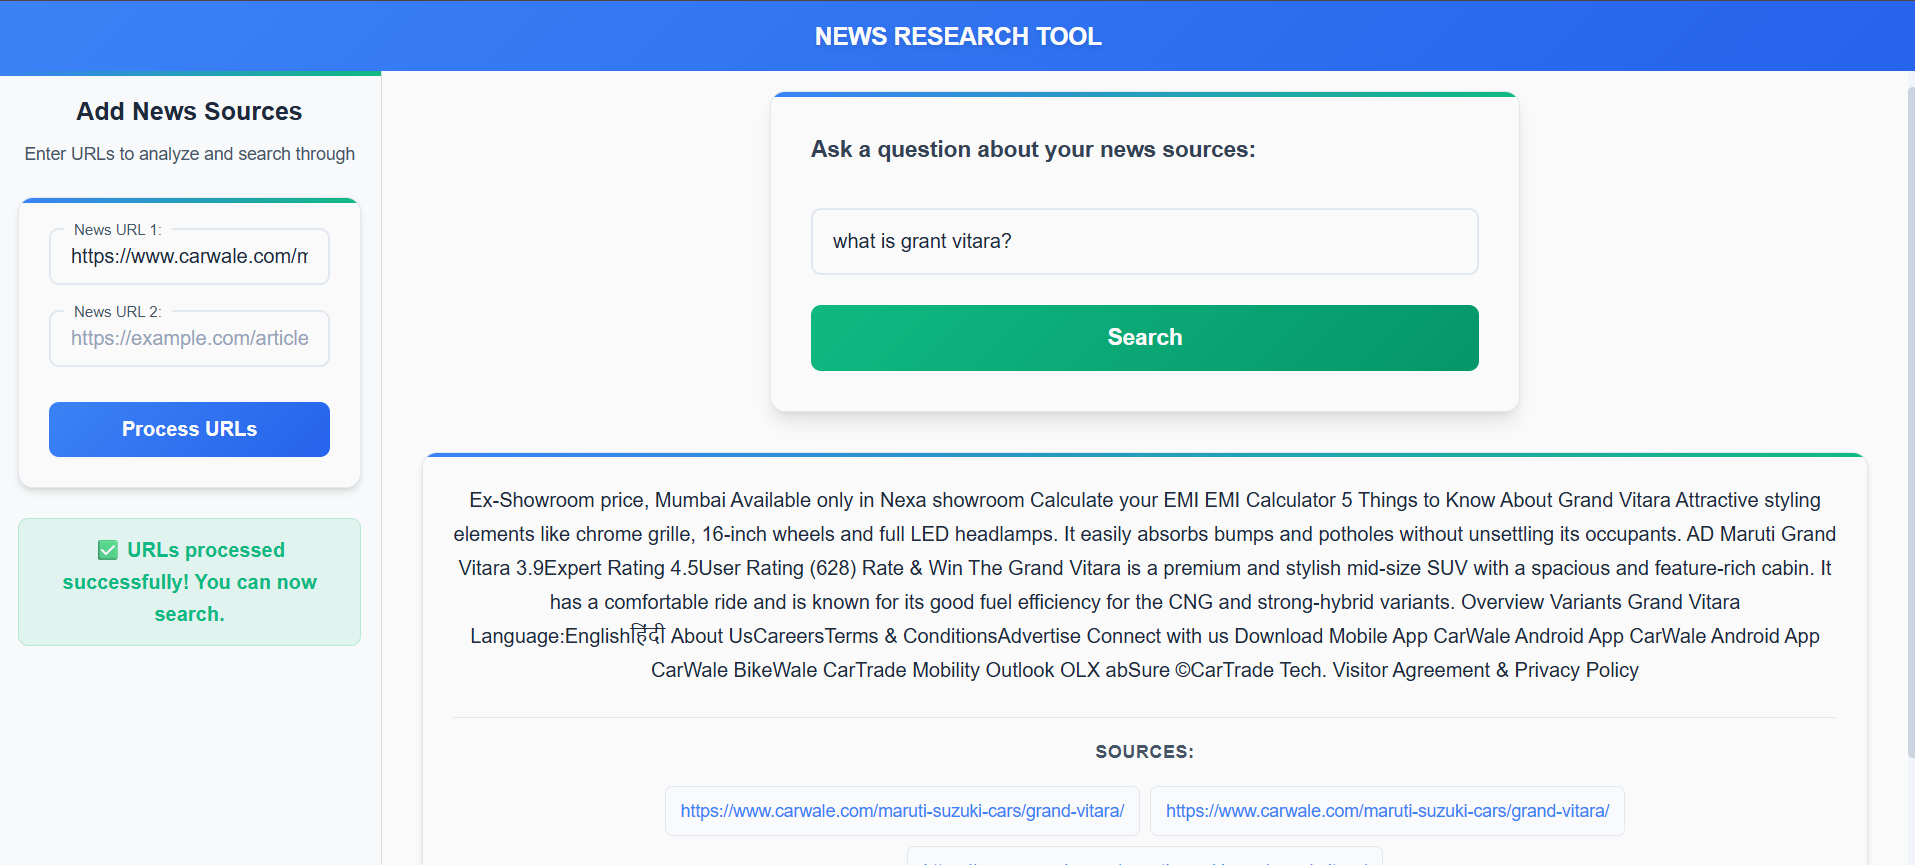 NEWS RESEARCH TOOL
Add News Sources
Enter URLs to analyze and search through
News URL 1:
https://www.carwale.com/m
News URL 2:
https://example.com/article
Process URLs
✅ URLs processed
successfully! You can now
search.
Ask a question about your news sources:
what is grant vitara?
Search
Ex-Showroom price, Mumbai Available only in Nexa showroom Calculate your EMI EMI Calculator 5 Things to Know About Grand Vitara Attractive styling
elements like chrome grille, 16-inch wheels and full LED headlamps. It easily absorbs bumps and potholes without unsettling its occupants. AD Maruti Grand
Vitara 3.9Expert Rating 4.5User Rating (628) Rate & Win The Grand Vitara is a premium and stylish mid-size SUV with a spacious and feature-rich cabin. It
has a comfortable ride and is known for its good fuel efficiency for the CNG and strong-hybrid variants. Overview Variants Grand Vitara
Language:Englishहिंदी About UsCareersTerms & ConditionsAdvertise Connect with us Download Mobile App CarWale Android App CarWale Android App
CarWale BikeWale CarTrade Mobility Outlook OLX abSure ©CarTrade Tech. Visitor Agreement & Privacy Policy
SOURCES:
https://www.carwale.com/maruti-suzuki-cars/grand-vitara/
https://www.carwale.com/maruti-suzuki-cars/grand-vitara/